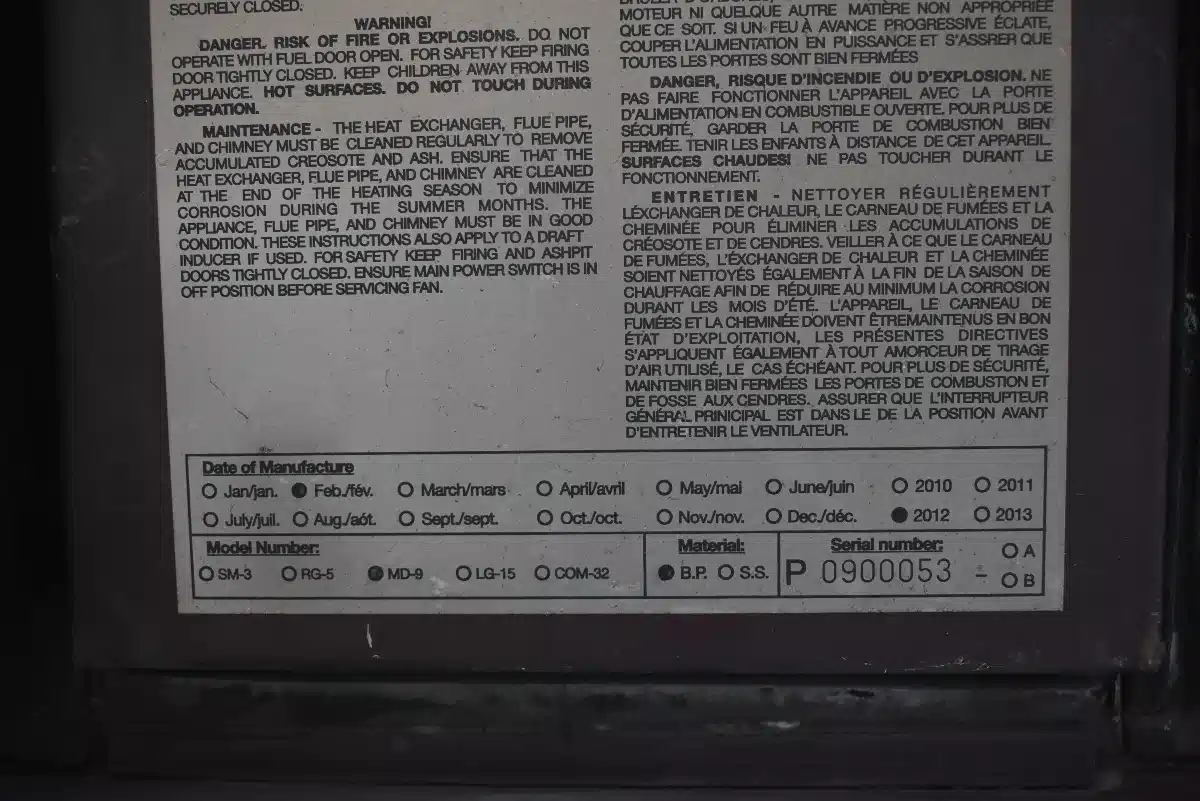 SECURELY CLOSED.
WARNING!
DANGER. RISK OF FIRE OR EXPLOSIONS. DO NOT
OPERATE WITH FUEL DOOR OPEN. FOR SAFETY KEEP FIRING
DOOR TIGHTLY CLOSED. KEEP CHILDREN AWAY FROM THIS
APPLIANCE. HOT SURFACES. DO NOT TOUCH DURING
OPERATION.
MAINTENANCE - THE HEAT EXCHANGER, FLUE PIPE,
AND CHIMNEY MUST BE CLEANED REGULARLY TO REMOVE
ACCUMULATED CREOSOTE AND ASH. ENSURE THAT THE
HEAT EXCHANGER, FLUE PIPE, AND CHIMNEY ARE CLEANED
AT THE END OF THE HEATING SEASON TO MINIMIZE
CORROSION DURING THE SUMMER MONTHS. THE
APPLIANCE, FLUE PIPE, AND CHIMNEY MUST BE IN GOOD
CONDITION. THESE INSTRUCTIONS ALSO APPLY TO A DRAFT
INDUCER IF USED. FOR SAFETY KEEP FIRING AND ASHPIT
DOORS TIGHTLY CLOSED. ENSURE MAIN POWER SWITCH IS IN
OFF POSITION BEFORE SERVICING FAN.
MOTEUR NI QUELQUE AUTRE MATIÈRE NON APPROPRIÉE
QUE CE SOIT. SI UN FEU À AVANCE PROGRESSIVE ÉCLATE,
COUPER L'ALIMENTATION EN PUISSANCE ET S'ASSRER QUE
TOUTES LES PORTES SONT BIEN FERMÉES
DANGER, RISQUE D'INCENDIE OU D'EXPLOSION. NE
PAS FAIRE FONCTIONNER L'APPAREIL AVEC LA PORTE
D'ALIMENTATION EN COMBUSTIBLE OUVERTE. POUR PLUS DE
SÉCURITÉ, GARDER LA PORTE DE COMBUSTION BIEN
FERMÉE. TENIR LES ENFANTS À DISTANCE DE CET APPAREIL.
SURFACES CHAUDES! NE PAS TOUCHER DURANT LE
FONCTIONNEMENT.
ENTRETIEN - NETTOYER RÉGULIÈREMENT
LÉXCHANGER DE CHALEUR, LE CARNEAU DE FUMÉES ET LA
CHEMINÉE POUR ÉLIMINER LES ACCUMULATIONS DE
CRÉOSOTE ET DE CENDRES. VEILLER À CE QUE LE CARNEAU
DE FUMÉES, L'ÉXCHANGER DE CHALEUR ET LA CHEMINÉE
SOIENT NETTOYÉS ÉGALEMENT À LA FIN DE LA SAISON DE
CHAUFFAGE AFIN DE RÉDUIRE AU MINIMUM LA CORROSION
DURANT LES MOIS D'ÉTÉ. L'APPAREIL, LE CARNEAU DE
FUMÉES ET LA CHEMINÉE DOIVENT ÊTREMAINTENUS EN BON
ÉTAT D'EXPLOITATION, LES PRÉSENTES DIRECTIVES
S'APPLIQUENT ÉGALEMENT À TOUT AMORCEUR DE TIRAGE
D'AIR UTILISÉ, LE CAS ÉCHÉANT. POUR PLUS DE SÉCURITÉ,
MAINTENIR BIEN FERMÉES LES PORTES DE COMBUSTION ET
DE FOSSE AUX CENDRES. ASSURER QUE L'INTERRUPTEUR
GÉNÉRAL PRINICIPAL EST DANS LE DE LA POSITION AVANT
D'ENTRETENIR LE VENTILATEUR.
Date of Manufacture
Jan/jan. Feb./fév. March/mars April/avril May/mai June/juin 2010 2011
July/juil. Aug./aót. Sept./sept. Oct./oct. Nov./nov. Dec./déc. 2012 2013
Model Number: Material: Serial number:
SM-3 RG-5 MD-9 LG-15 COM-32 B.P. S.S. P 0900053 - A
B